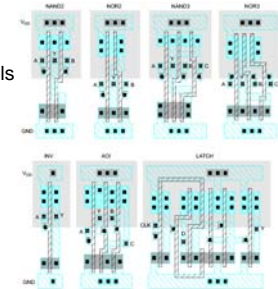 NAND2 NOR2 NAND3 NOR3
VDD
ls
A Y B
A Y B
A Y B C
A B Y C
GND
INV AOI LATCH
VDD
CLK
A Y
A Y
D
Y
C
GND